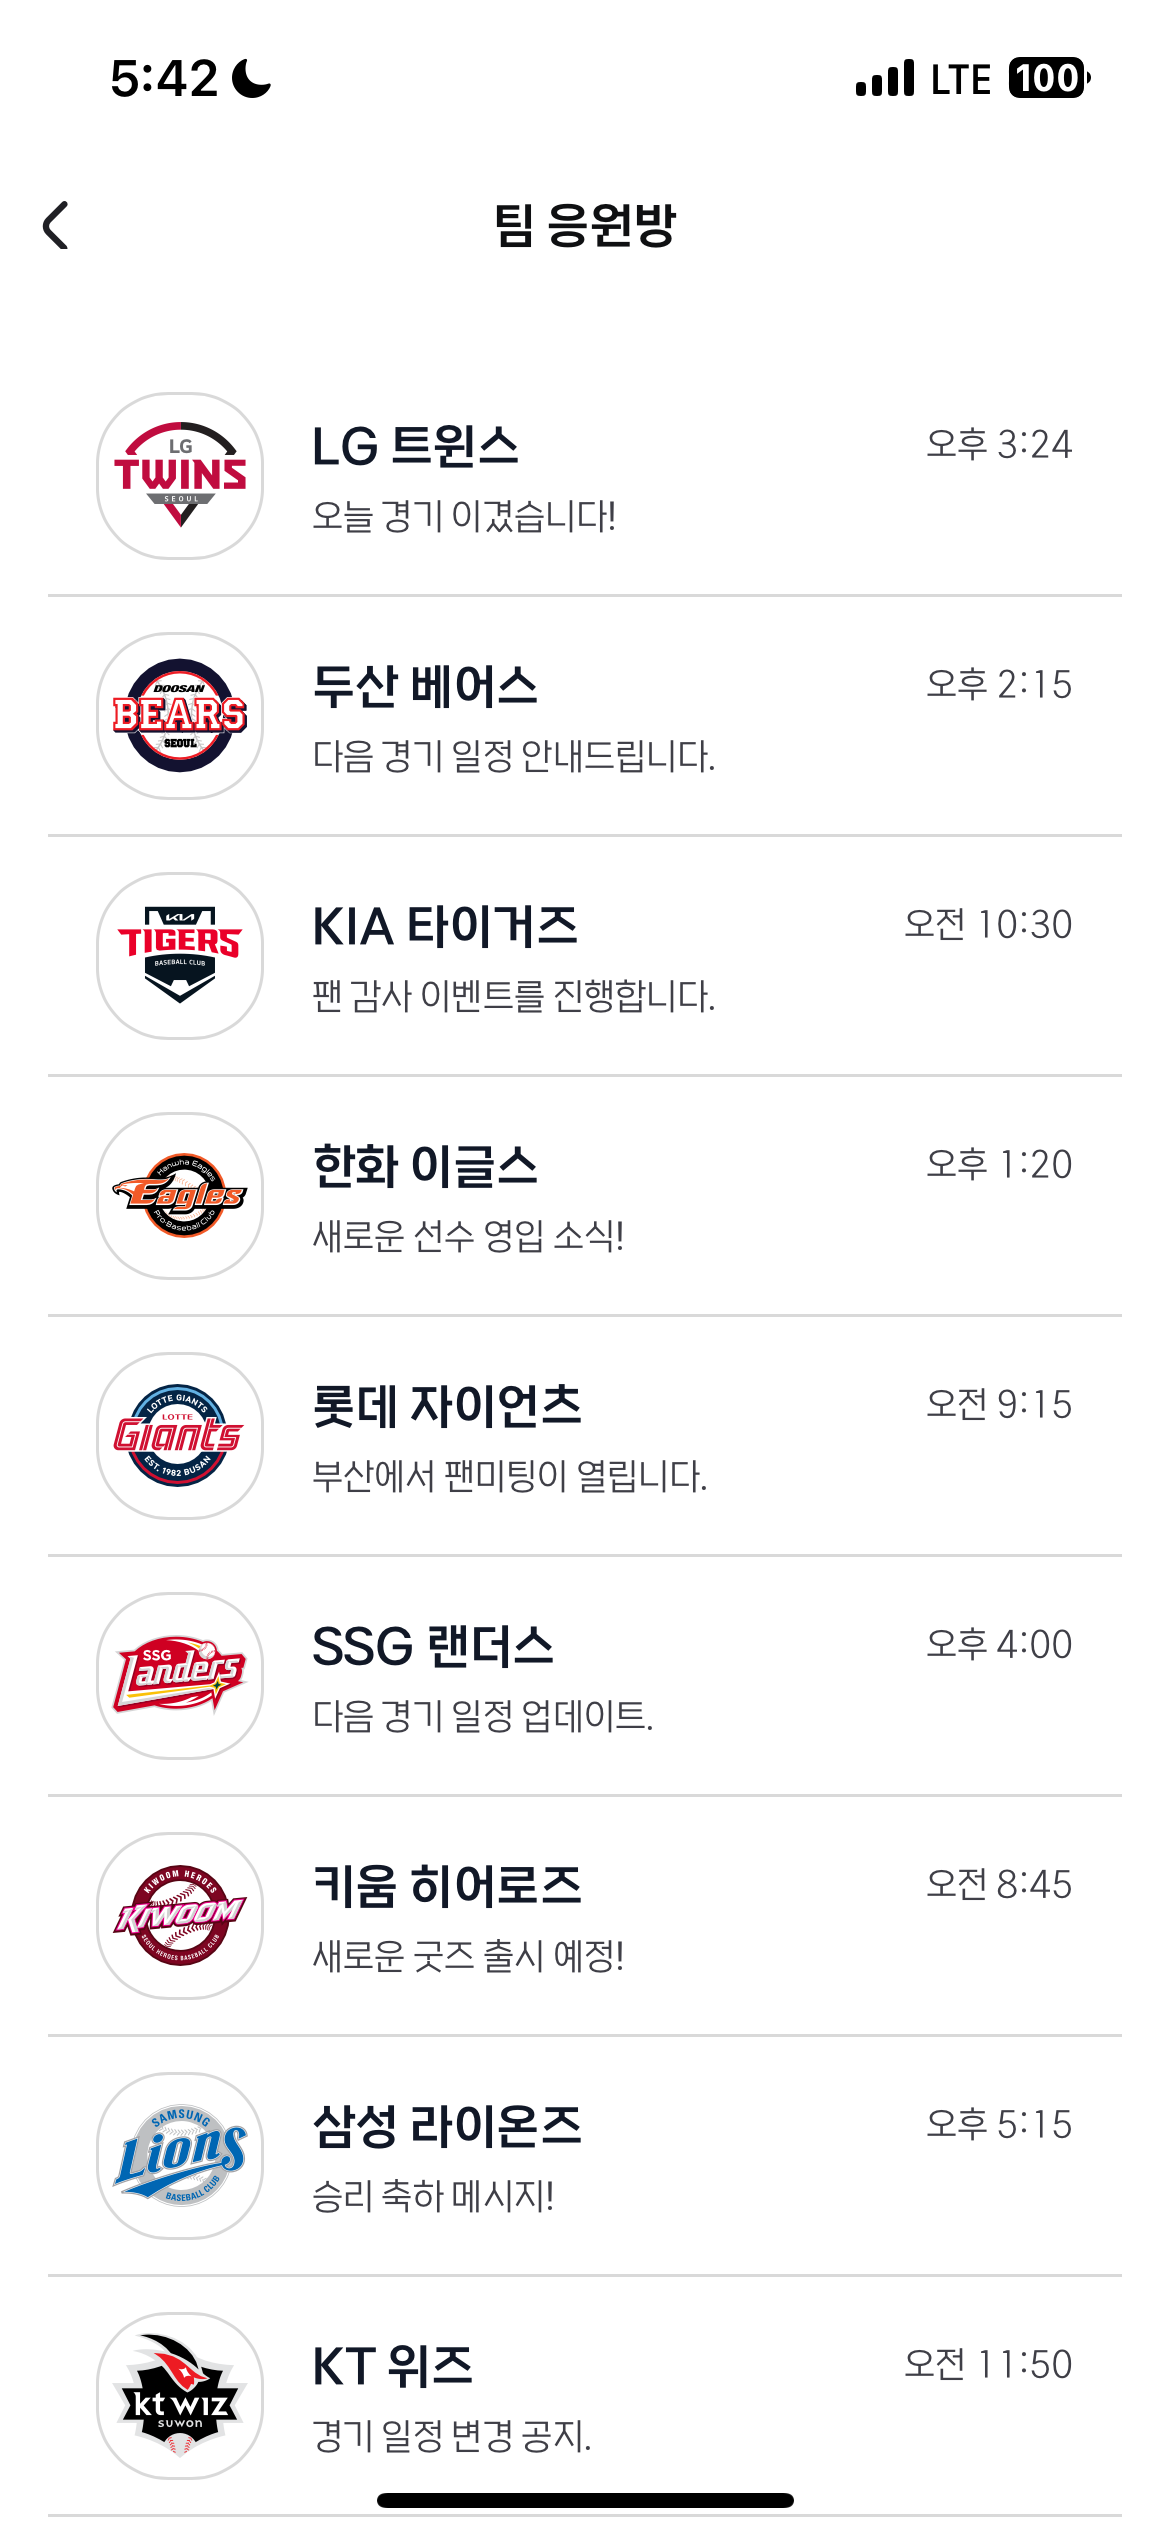 5:42
LTE 100
팀 응원방
LG
TWINS
SEOUL
LG 트윈스
오후 3:24
오늘 경기 이겼습니다!
DOOSAN
BEARS
SEOUL
두산 베어스
오후 2:15
다음 경기 일정 안내드립니다.
KIA
TIGERS
BASEBALL CLUB
KIA 타이거즈
오전 10:30
팬 감사 이벤트를 진행합니다.
Hanwha Eagles
Eagles
Pro-Baseball Club
한화 이글스
오후 1:20
새로운 선수 영입 소식!
LOTTE GIANTS
LOTTE
Giants
EST. 1982 BUSAN
롯데 자이언츠
오전 9:15
부산에서 팬미팅이 열립니다.
SSG
Landers
SSG 랜더스
오후 4:00
다음 경기 일정 업데이트.
KIWOOM HEROES
KIWOOM
SEOUL HEROES BASEBALL CLUB
키움 히어로즈
오전 8:45
새로운 굿즈 출시 예정!
SAMSUNG
Lions
BASEBALL CLUB
삼성 라이온즈
오후 5:15
승리 축하 메시지!
kt wiz
suwon
KT 위즈
오전 11:50
경기 일정 변경 공지.